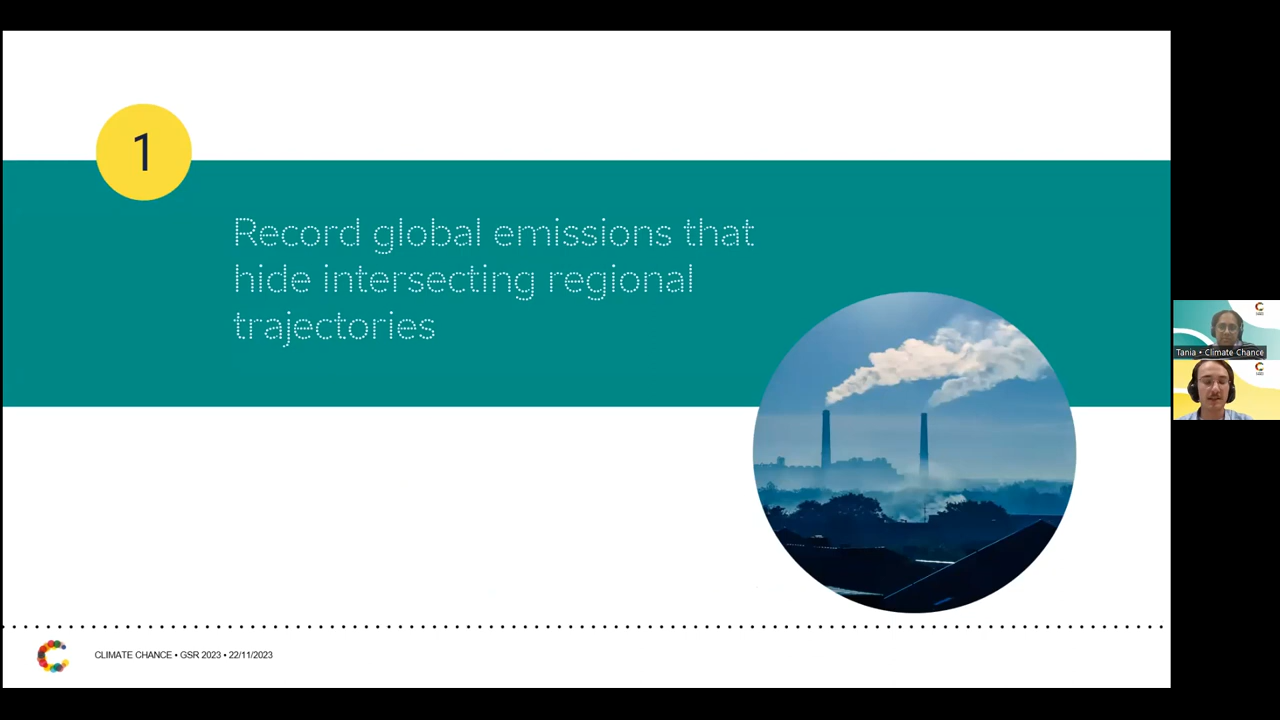 1
Record global emissions that
hide intersecting regional
trajectories
Tania • Climate Chance
CLIMATE CHANCE • GSR 2023 • 22/11/2023